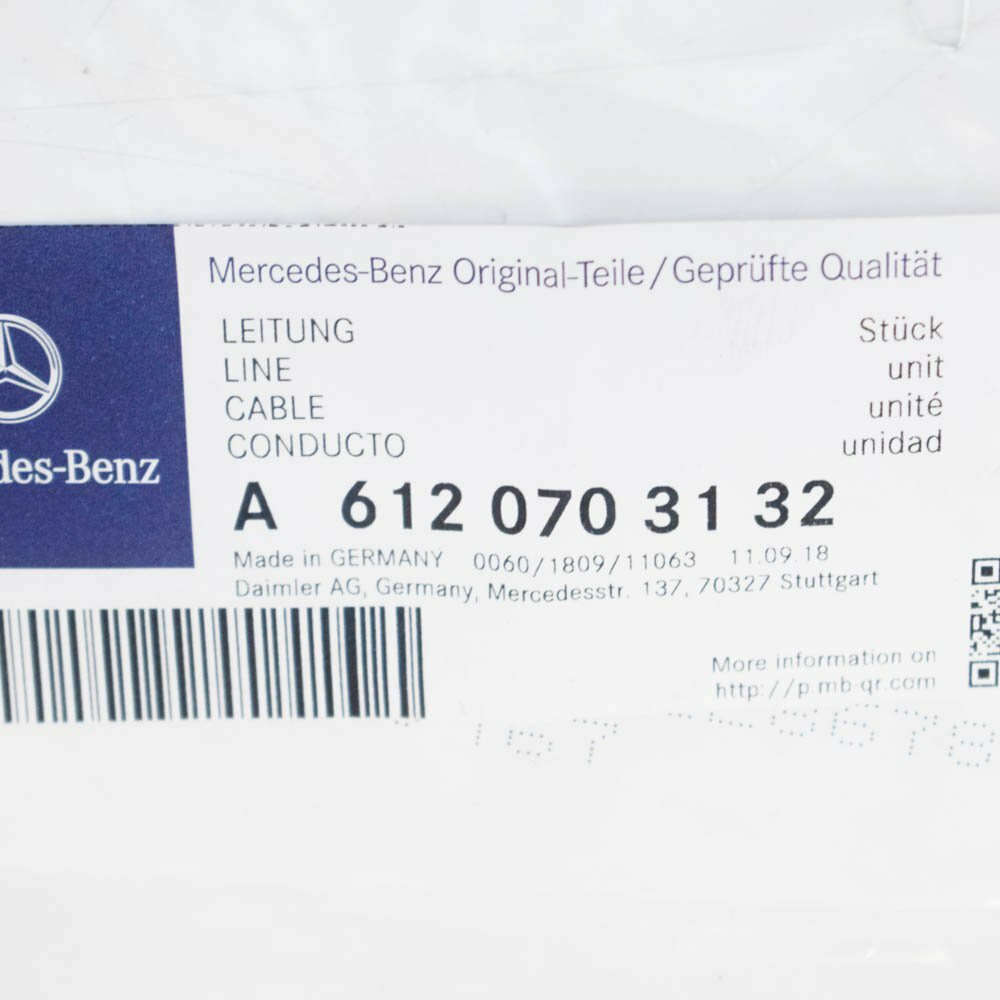 Mercedes-Benz Original-Teile/Geprüfte Qualität
LEITUNG Stück
LINE unit
CABLE unité
CONDUCTO unidad
des-Benz
A 612 070 31 32
Made in GERMANY 0060/1809/11063 11.09.18
Daimler AG, Germany, Mercedesstr. 137, 70327 Stuttgart
More information on
http://p.mb-qr.com